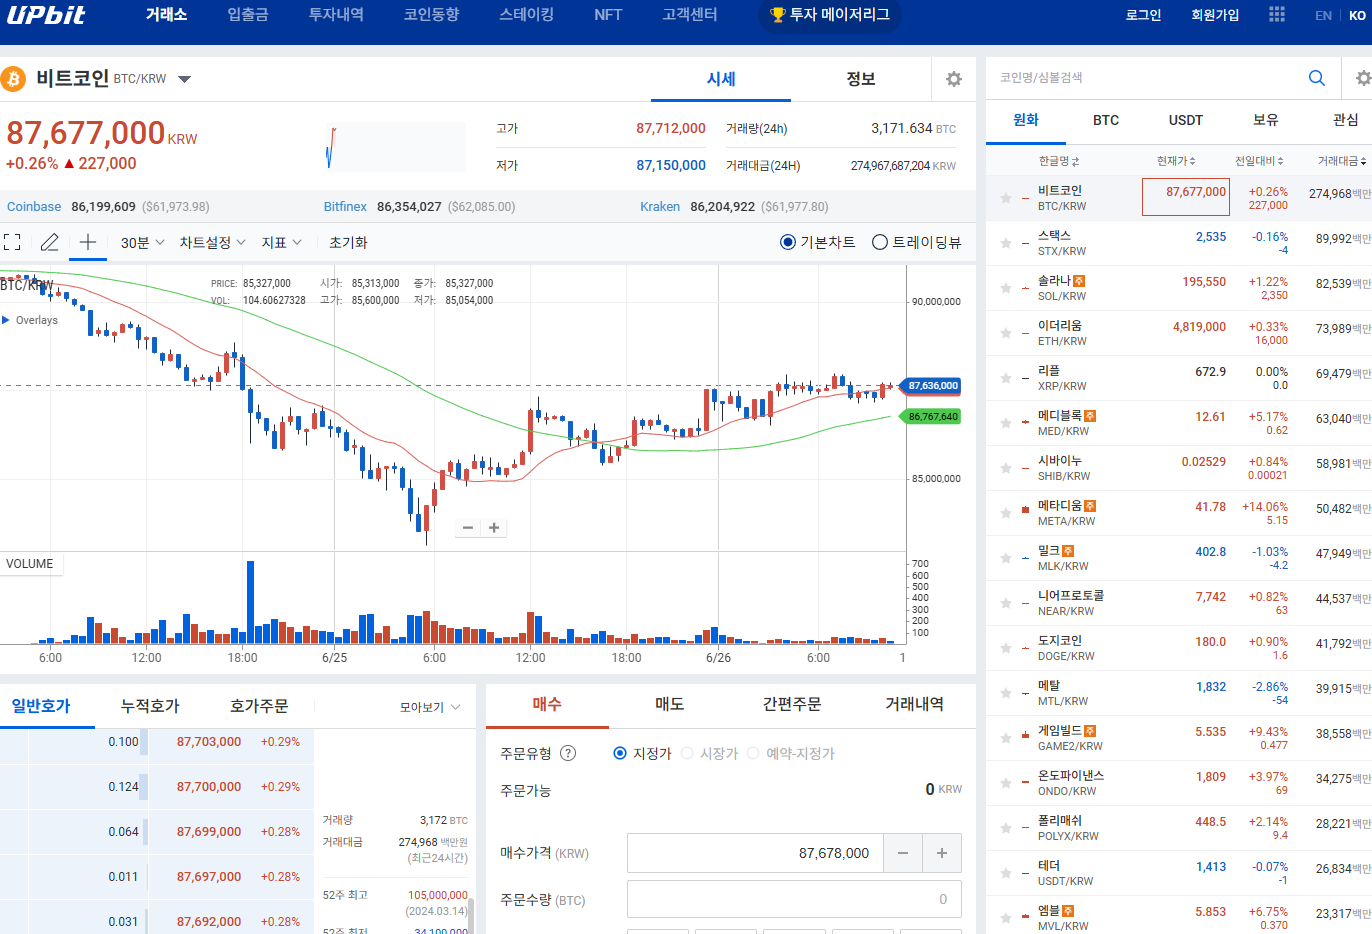 UPbit 거래소 입출금 투자내역 코인동향 스테이킹 NFT 고객센터 투자 메이저리그 로그인 회원가입 EN KO
비트코인 BTC/KRW 시세 정보
87,677,000 KRW
+0.26% ▲ 227,000
고가 87,712,000 거래량(24h) 3,171.634 BTC
저가 87,150,000 거래대금(24H) 274,967,687,204 KRW
Coinbase 86,199,609 ($61,973.98) Bitfinex 86,354,027 ($62,085.00) Kraken 86,204,922 ($61,977.80)
30분 차트설정 지표 초기화 기본차트 트레이딩뷰
BTC/KRW
PRICE: 85,327,000 시가: 85,313,000 종가: 85,327,000
VOL: 104.60627328 고가: 85,600,000 저가: 85,054,000
Overlays
90,000,000
87,636,000
86,767,640
85,000,000
VOLUME
700
600
500
400
300
200
100
6:00 12:00 18:00 6/25 6:00 12:00 18:00 6/26 6:00 1
일반호가 누적호가 호가주문 모아보기
0.100 87,703,000 +0.29%
0.124 87,700,000 +0.29%
0.064 87,699,000 +0.28%
0.011 87,697,000 +0.28%
0.031 87,692,000 +0.28%
거래량 3,172 BTC
거래대금 274,968 백만원
(최근24시간)
52주 최고 105,000,000
(2024.03.14)
52주 최저 34,100,000
매수 매도 간편주문 거래내역
주문유형 ? 지정가 시장가 예약-지정가
주문가능 0 KRW
매수가격 (KRW) 87,678,000 − +
주문수량 (BTC) 0
코인명/심볼검색
원화 BTC USDT 보유 관심
한글명 현재가 전일대비 거래대금
비트코인 87,677,000 +0.26% 274,968백만
BTC/KRW 227,000
스택스 2,535 -0.16% 89,992백만
STX/KRW -4
솔라나 주 195,550 +1.22% 82,539백만
SOL/KRW 2,350
이더리움 4,819,000 +0.33% 73,989백만
ETH/KRW 16,000
리플 672.9 0.00% 69,479백만
XRP/KRW 0.0
메디블록 주 12.61 +5.17% 63,040백만
MED/KRW 0.62
시바이누 0.02529 +0.84% 58,981백만
SHIB/KRW 0.00021
메타디움 주 41.78 +14.06% 50,482백만
META/KRW 5.15
밀크 주 402.8 -1.03% 47,949백만
MLK/KRW -4.2
니어프로토콜 7,742 +0.82% 44,537백만
NEAR/KRW 63
도지코인 180.0 +0.90% 41,792백만
DOGE/KRW 1.6
메탈 1,832 -2.86% 39,915백만
MTL/KRW -54
게임빌드 주 5.535 +9.43% 38,558백만
GAME2/KRW 0.477
온도파이낸스 1,809 +3.97% 34,275백만
ONDO/KRW 69
폴리매쉬 448.5 +2.14% 28,221백만
POLYX/KRW 9.4
테더 1,413 -0.07% 26,834백만
USDT/KRW -1
엠블 주 5.853 +6.75% 23,317백만
MVL/KRW 0.370